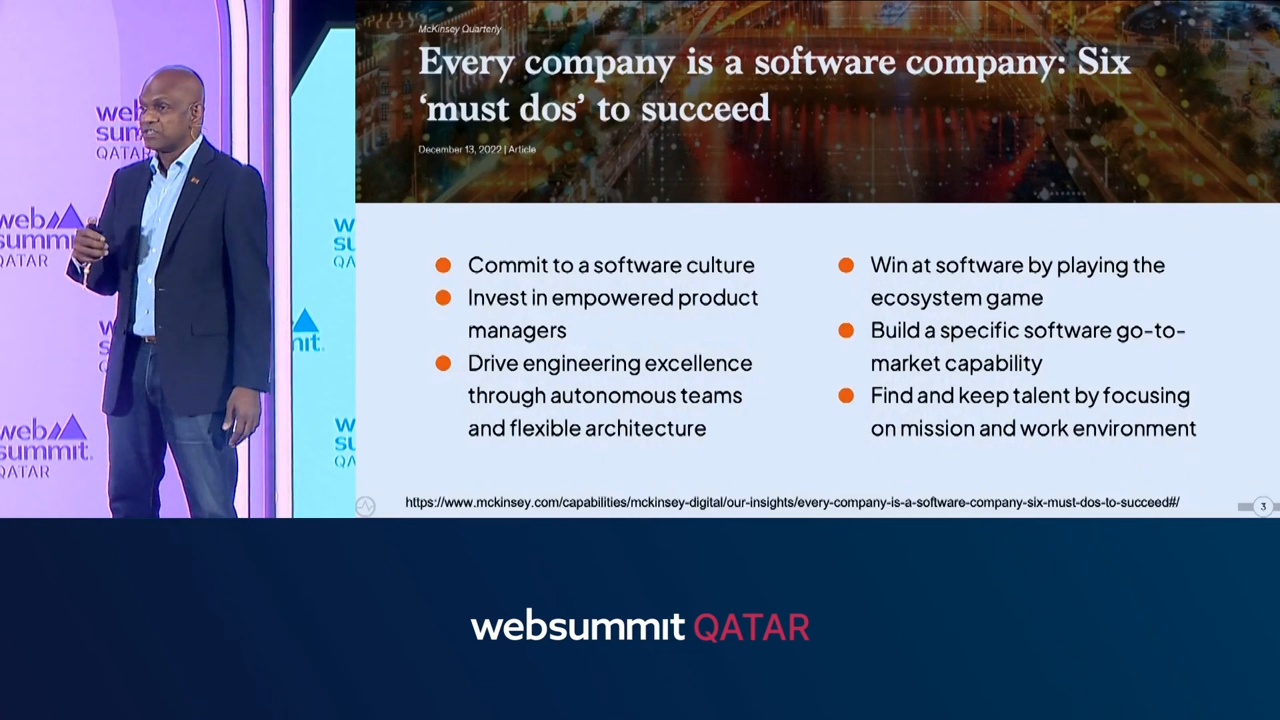 web
summit
QATAR
web
summit
QATAR
web
summit.
QATAR
McKinsey Quarterly
Every company is a software company: Six
‘must dos’ to succeed
December 13, 2022 | Article
Commit to a software culture
Invest in empowered product
managers
Drive engineering excellence
through autonomous teams
and flexible architecture
Win at software by playing the
ecosystem game
Build a specific software go-to-
market capability
Find and keep talent by focusing
on mission and work environment
https://www.mckinsey.com/capabilities/mckinsey-digital/our-insights/every-company-is-a-software-company-six-must-dos-to-succeed#/
3
websummit QATAR